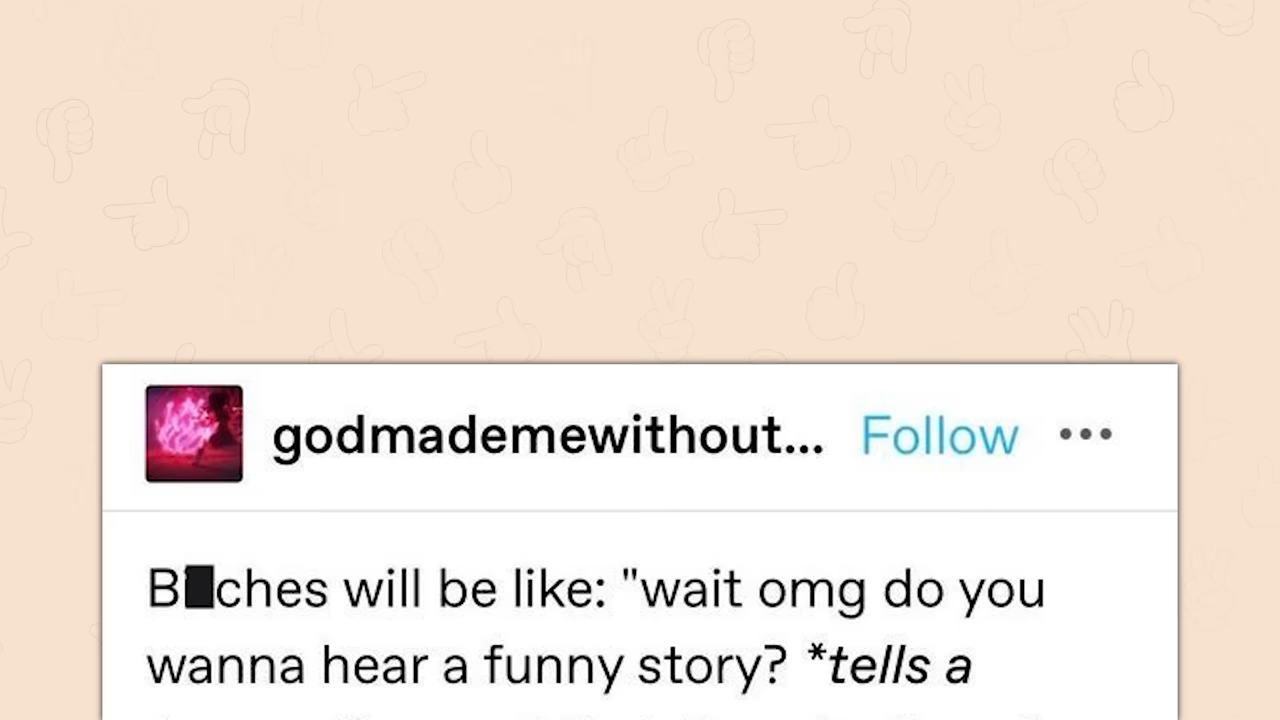 godmademewithout...
Follow
B█ches will be like: "wait omg do you
wanna hear a funny story? *tells a